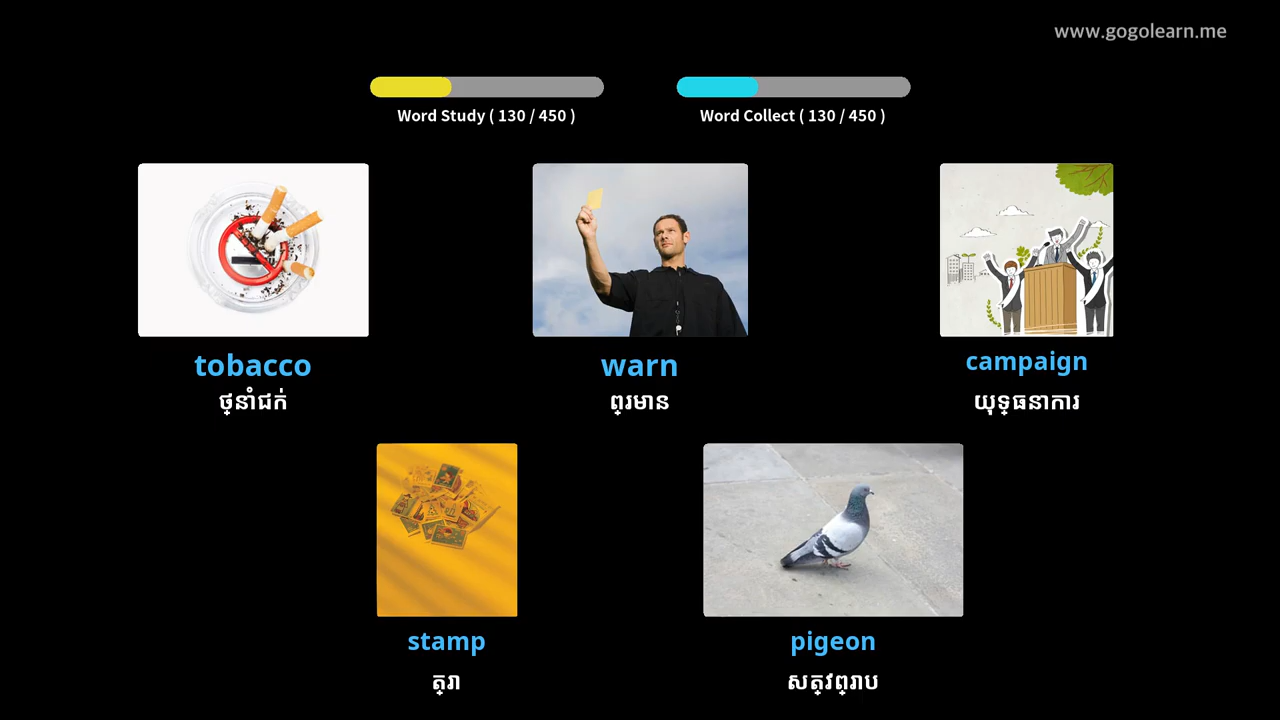 www.gogolearn.me
Word Study ( 130 / 450 )
Word Collect ( 130 / 450 )
tobacco
warn
campaign
ថ្នាំជក់
ព្រមាន
យុទ្ធនាការ
stamp
pigeon
ត្រា
សត្វព្រាប